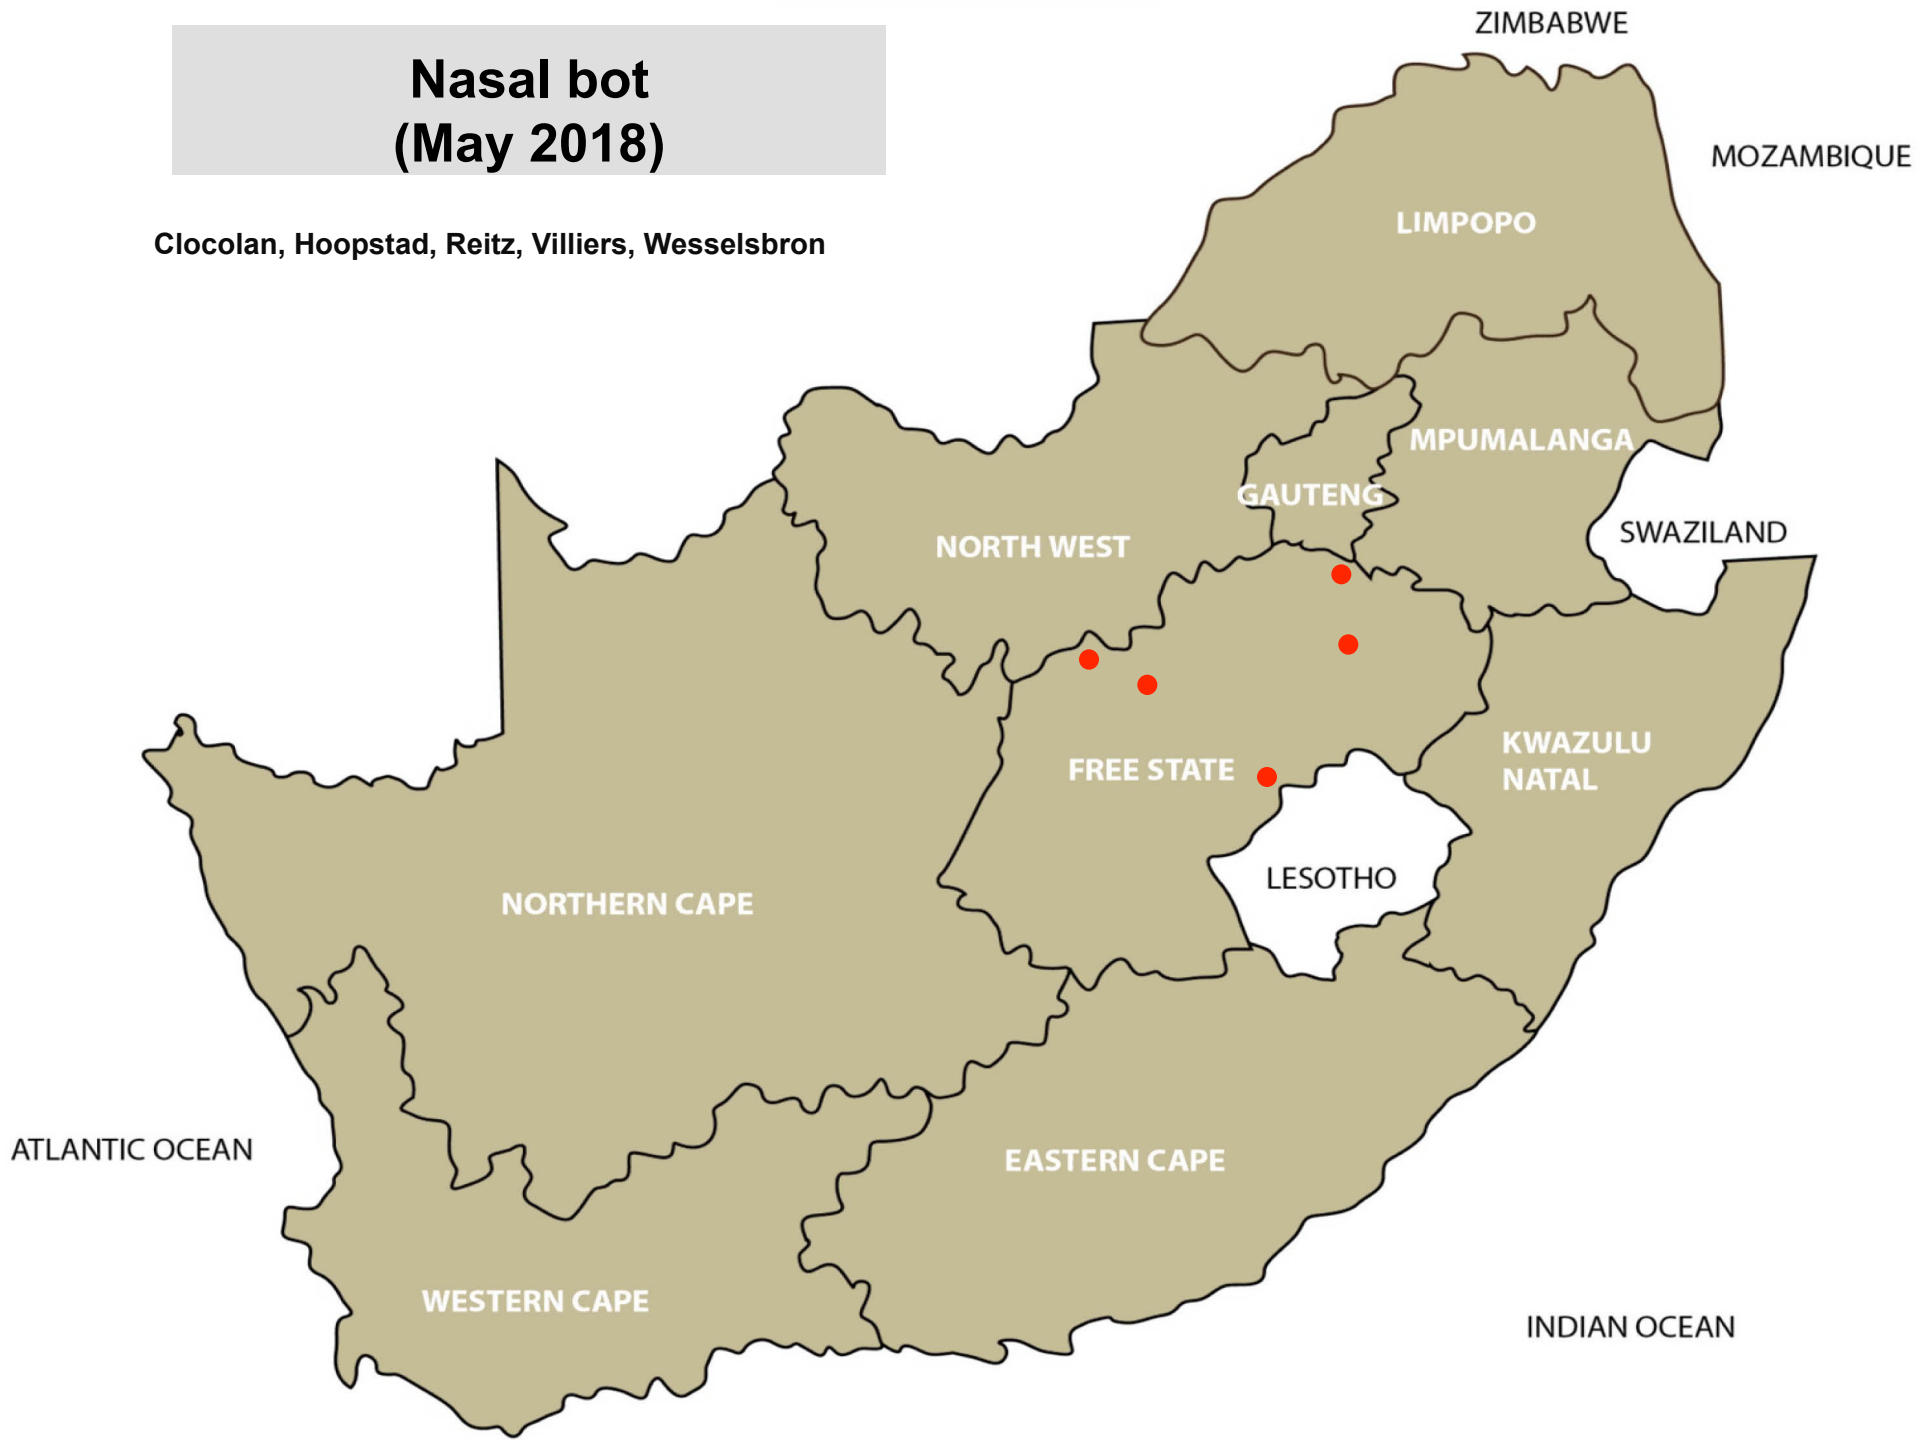 Nasal bot
(May 2018)
Clocolan, Hoopstad, Reitz, Villiers, Wesselsbron
ZIMBABWE
MOZAMBIQUE
LIMPOPO
MPUMALANGA
GAUTENG
SWAZILAND
NORTH WEST
KWAZULU
NATAL
FREE STATE
LESOTHO
NORTHERN CAPE
ATLANTIC OCEAN
EASTERN CAPE
WESTERN CAPE
INDIAN OCEAN